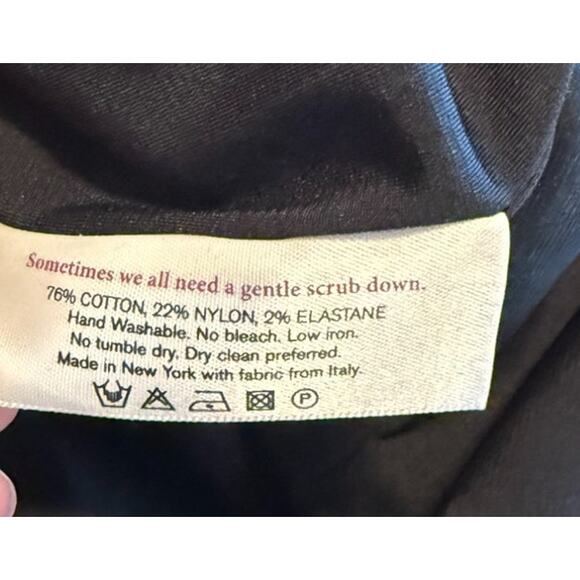 Sometimes we all need a gentle scrub down.
76% COTTON, 22% NYLON, 2% ELASTANE
Hand Washable. No bleach. Low iron.
No tumble dry. Dry clean preferred.
Made in New York with fabric from Italy.
P